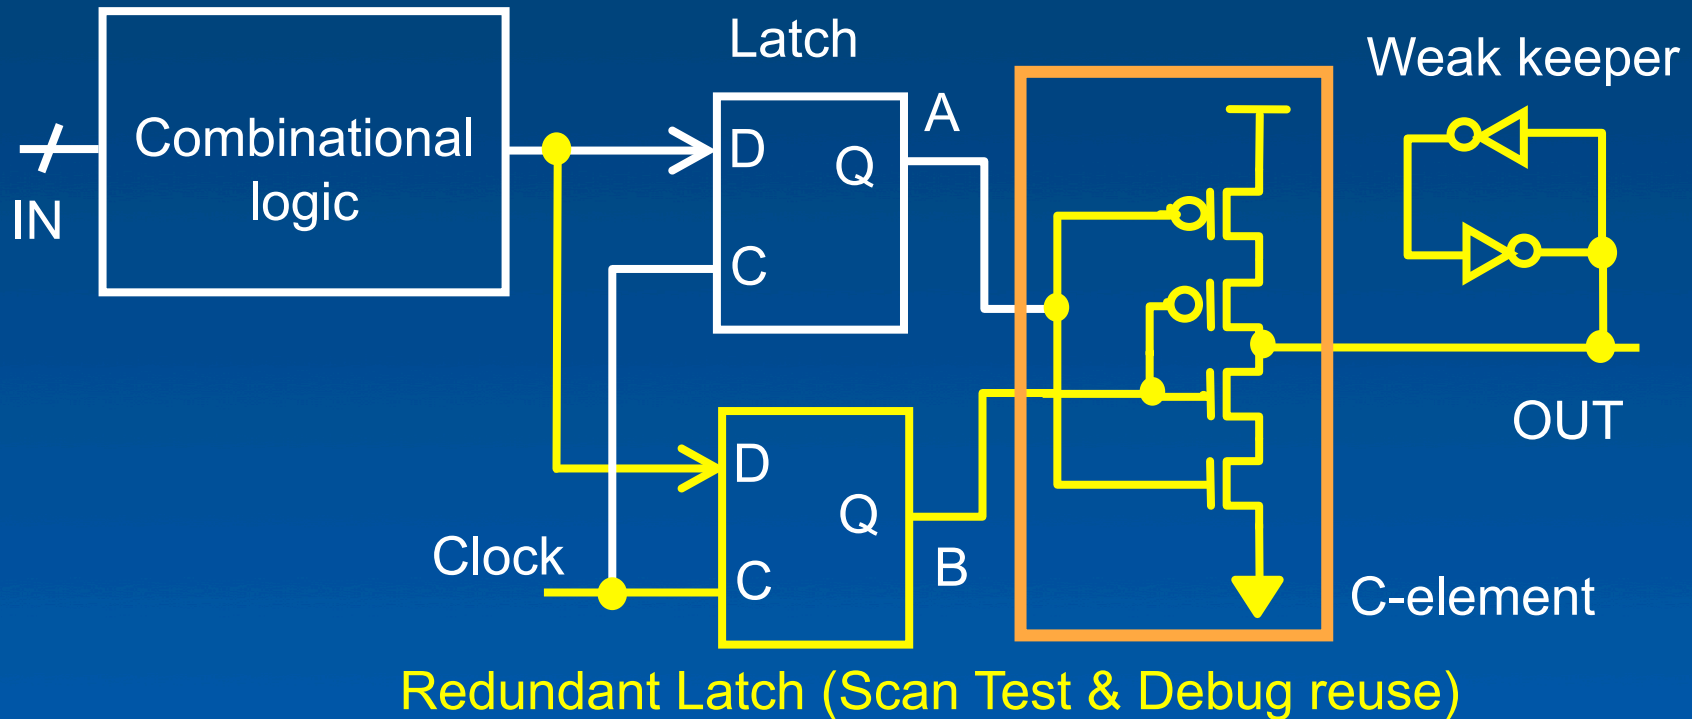 Combinational
logic
IN
Latch
D
Q
C
A
Weak keeper
D
Q
C
B
Clock
OUT
C-element
Redundant Latch (Scan Test & Debug reuse)